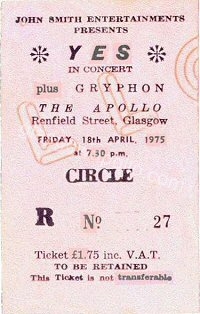 JOHN SMITH ENTERTAINMENTS
PRESENTS
YES
IN CONCERT
plus GRYPHON
THE APOLLO
Renfield Street, Glasgow
FRIDAY, 18th APRIL, 1975
at 7.30 p.m.
CIRCLE
R No 27
Ticket £1.75 inc. V.A.T.
TO BE RETAINED
This Ticket is not transferable